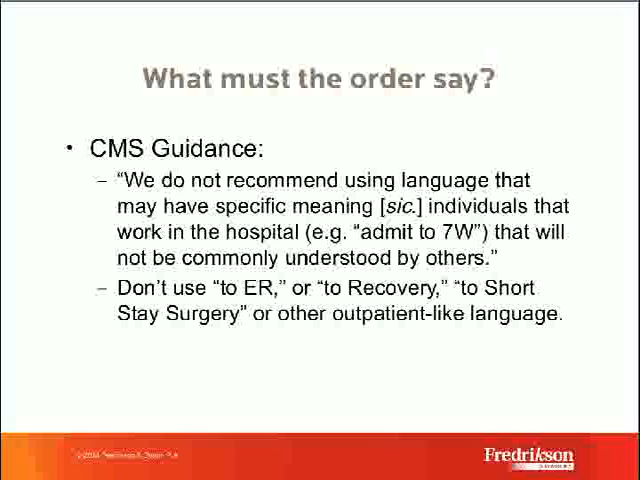 What must the order say?
• CMS Guidance:
– “We do not recommend using language that
may have specific meaning [sic.] individuals that
work in the hospital (e.g. “admit to 7W”) that will
not be commonly understood by others.”
– Don’t use “to ER,” or “to Recovery,” “to Short
Stay Surgery” or other outpatient-like language.
Fredrikson